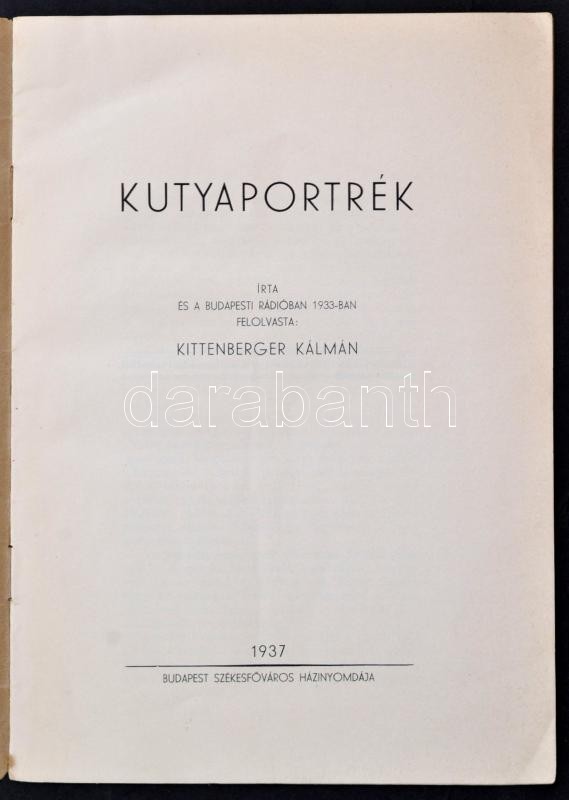 KUTYAPORTRÉK
ÍRTA
ÉS A BUDAPESTI RÁDIÓBAN 1933-BAN
FELOLVASTA:
KITTENBERGER KÁLMÁN
darabanth
1937
BUDAPEST SZÉKESFŐVÁROS HÁZINYOMDÁJA